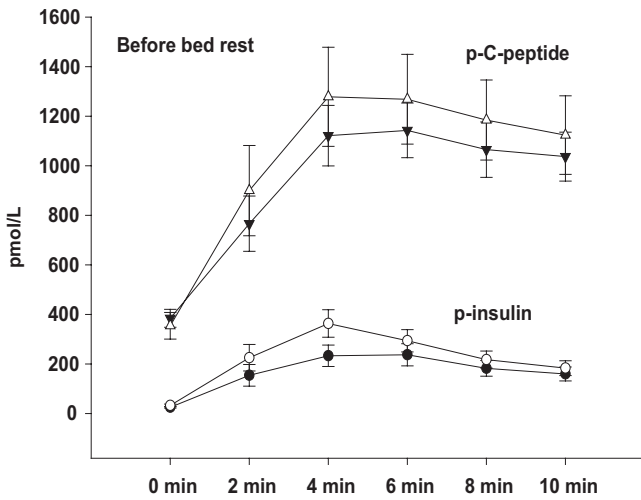 1600
Before bed rest
p-C-peptide
1400
1200
1000
800
pmol/L
600
400
p-insulin
200
0
0 min 2 min 4 min 6 min 8 min 10 min